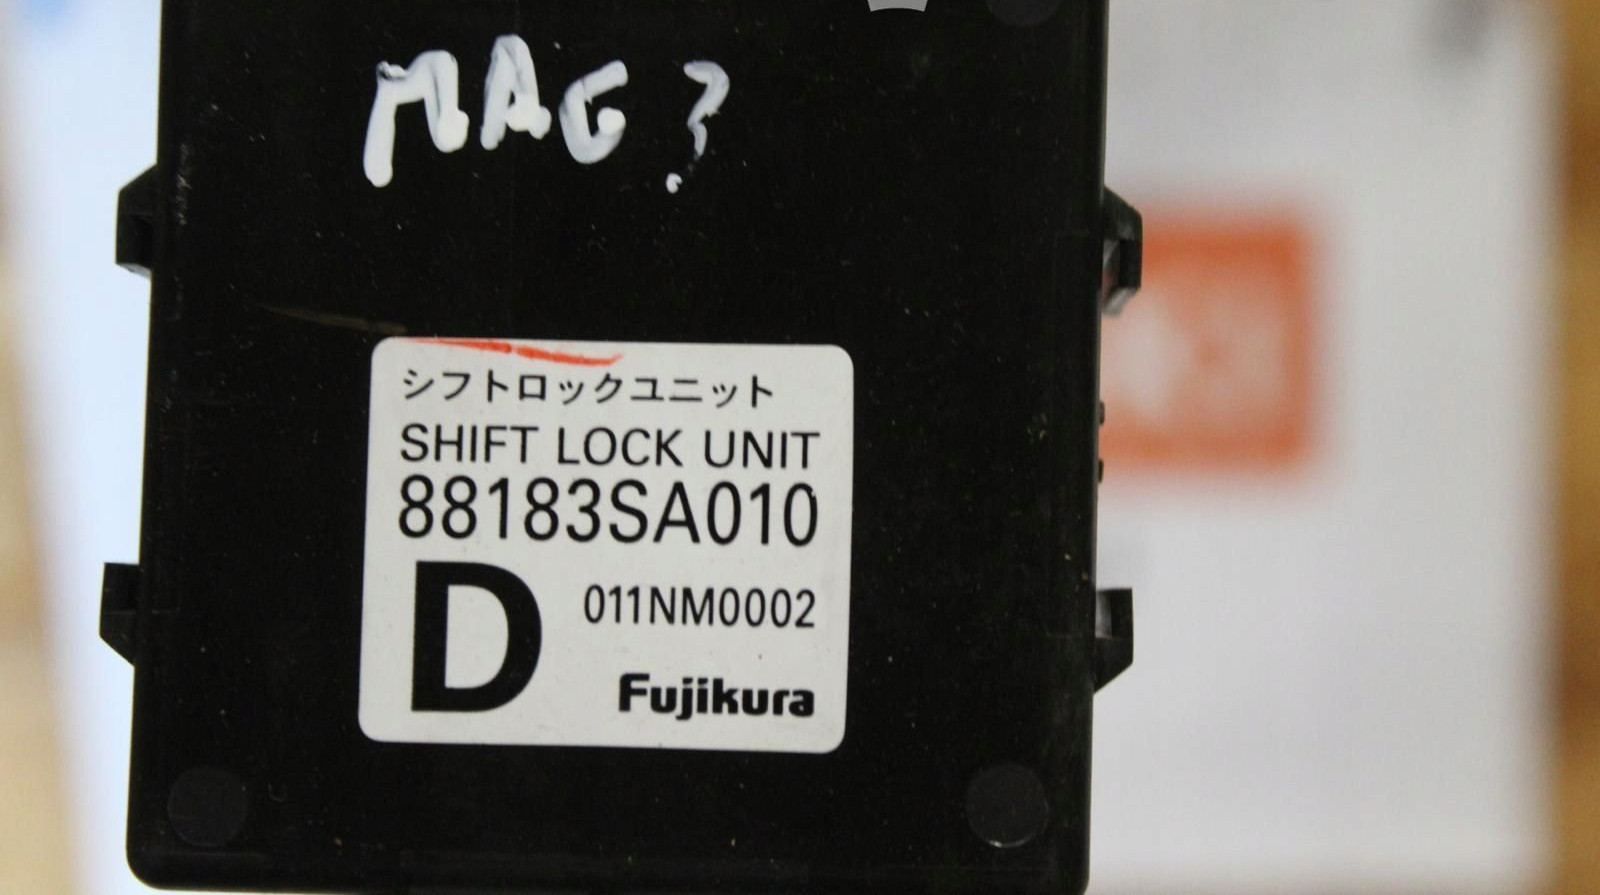 MAG?
シフトロックユニット
SHIFT LOCK UNIT
88183SA010
D
011NM0002
Fujikura